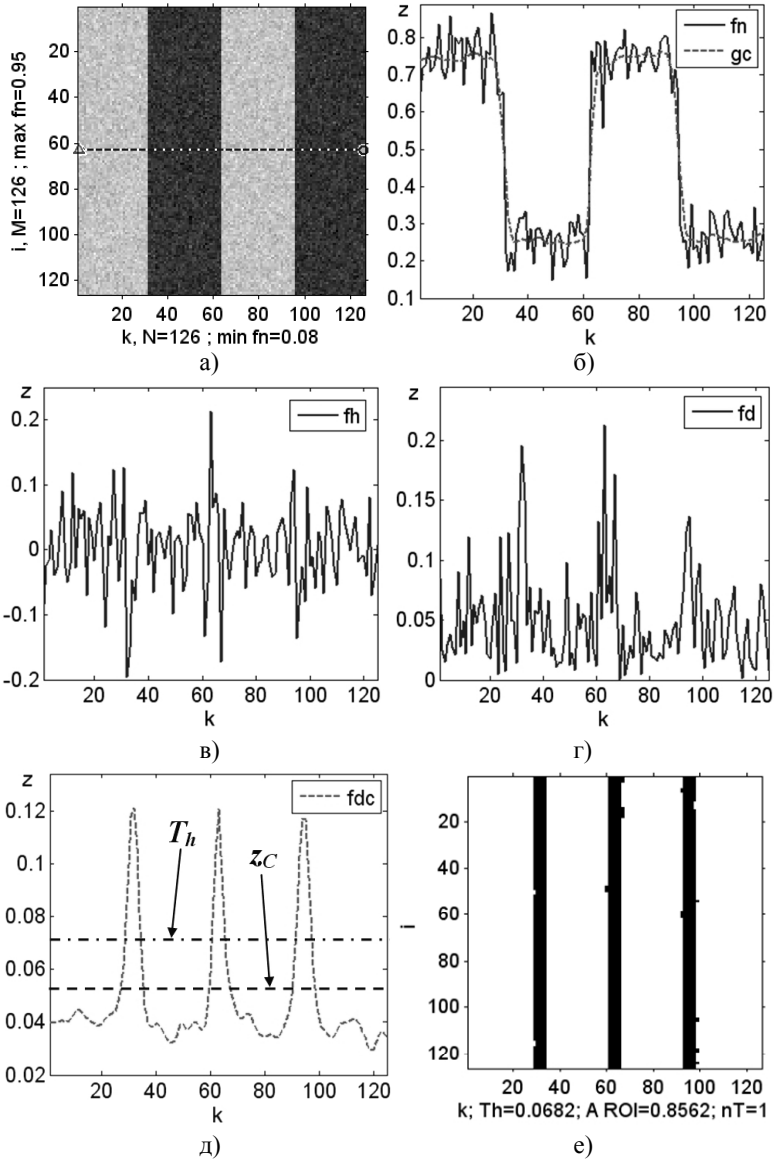 20
40
60
80
100
120
i, M=126 ; max fn=0.95
20 40 60 80 100 120
k, N=126 ; min fn=0.08
а)
z
0.8
0.7
0.6
0.5
0.4
0.3
0.2
0.1
fn
gc
20 40 60 80 100 120
k
б)
z
0.2
0.1
0
-0.1
-0.2
fh
20 40 60 80 100 120
k
в)
z
0.2
0.15
0.1
0.05
0
fd
20 40 60 80 100 120
k
г)
z
0.12
0.1
0.08
0.06
0.04
0.02
fdc
Th
zC
20 40 60 80 100 120
k
д)
20
40
60
80
100
120
i
20 40 60 80 100 120
k; Th=0.0682; A ROI=0.8562; nT=1
е)